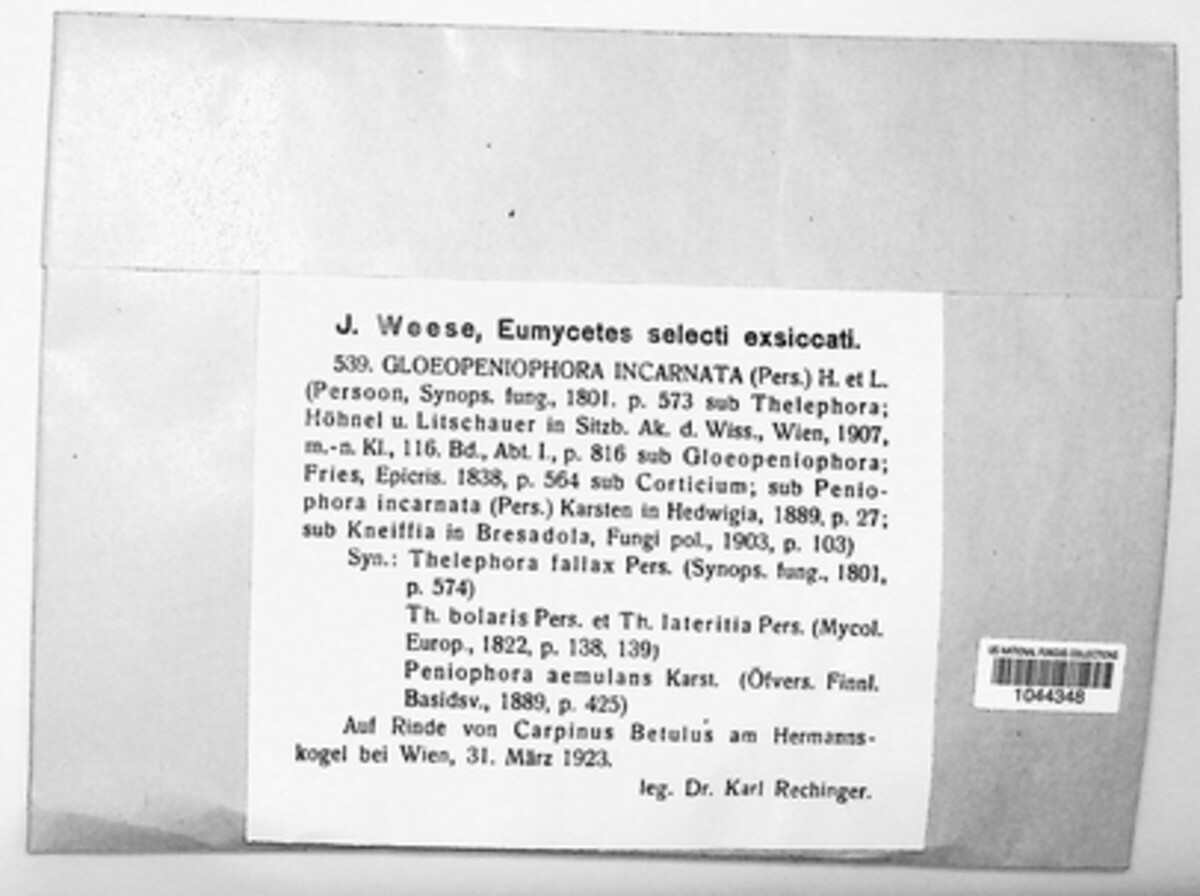 J. Weese, Eumycetes selecti exsiccati.
539. GLOEOPENIOPHORA INCARNATA (Pers.) H. et L.
(Persoon, Synops. fung., 1801. p. 573 sub Thelephora;
Höhnel u. Litschauer in Sitzb. Ak. d. Wiss., Wien, 1907,
m.-n. Kl., 116. Bd., Abt. I., p. 816 sub Gloeopeniophora;
Fries, Epicris. 1838, p. 564 sub Corticium; sub Penio-
phora incarnata (Pers.) Karsten in Hedwigia, 1889, p. 27;
sub Kneiffia in Bresadola, Fungi pol., 1903, p. 103)
Syn.: Thelephora fallax Pers. (Synops. fung., 1801,
p. 574)
Th. bolaris Pers. et Th. lateritia Pers. (Mycol.
Europ., 1822, p. 138, 139)
Peniophora aemulans Karst. (Öfvers. Finnl.
Basidsv., 1889, p. 425)
Auf Rinde von Carpinus Betulus am Hermanns-
kogel bei Wien, 31. März 1923.
leg. Dr. Karl Rechinger.
US NATIONAL FUNGUS COLLECTIONS
1044348